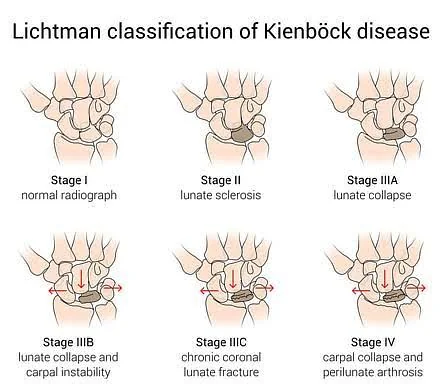 Lichtman classification of Kienböck disease
Stage I
normal radiograph
Stage II
lunate sclerosis
Stage IIIA
lunate collapse
Stage IIIB
lunate collapse and
carpal instability
Stage IIIC
chronic coronal
lunate fracture
Stage IV
carpal collapse and
perilunate arthrosis